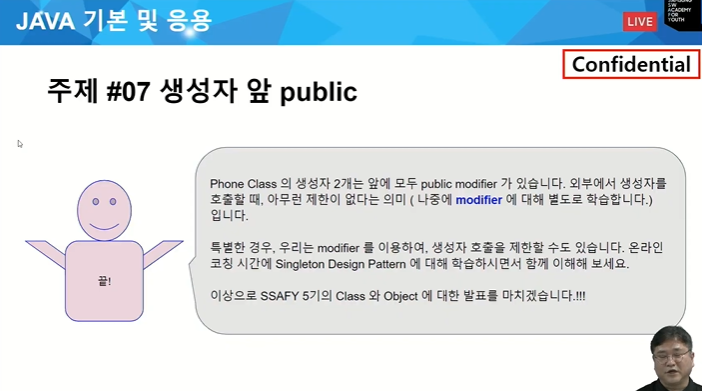 JAVA 기본 및 응용
LIVE
SW
ACADEMY
FOR
YOUTH
Confidential
주제 #07 생성자 앞 public
Phone Class 의 생성자 2개는 앞에 모두 public modifier 가 있습니다. 외부에서 생성자를
호출할 때, 아무런 제한이 없다는 의미 ( 나중에 modifier 에 대해 별도로 학습합니다.)
입니다.
특별한 경우, 우리는 modifier 를 이용하여, 생성자 호출을 제한할 수도 있습니다. 온라인
코칭 시간에 Singleton Design Pattern 에 대해 학습하시면서 함께 이해해 보세요.
이상으로 SSAFY 5기의 Class 와 Object 에 대한 발표를 마치겠습니다.!!!
끝!